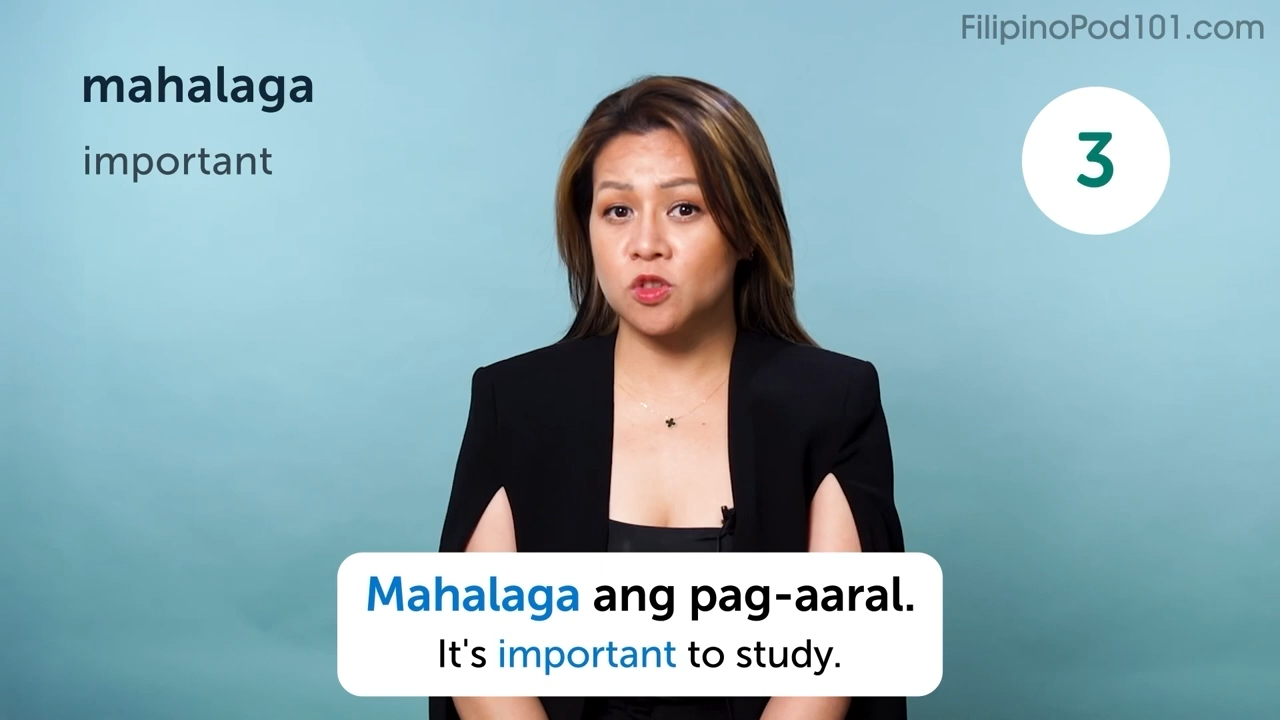 FilipinoPod101.com
mahalaga
important
3
Mahalaga ang pag-aaral.
It's important to study.